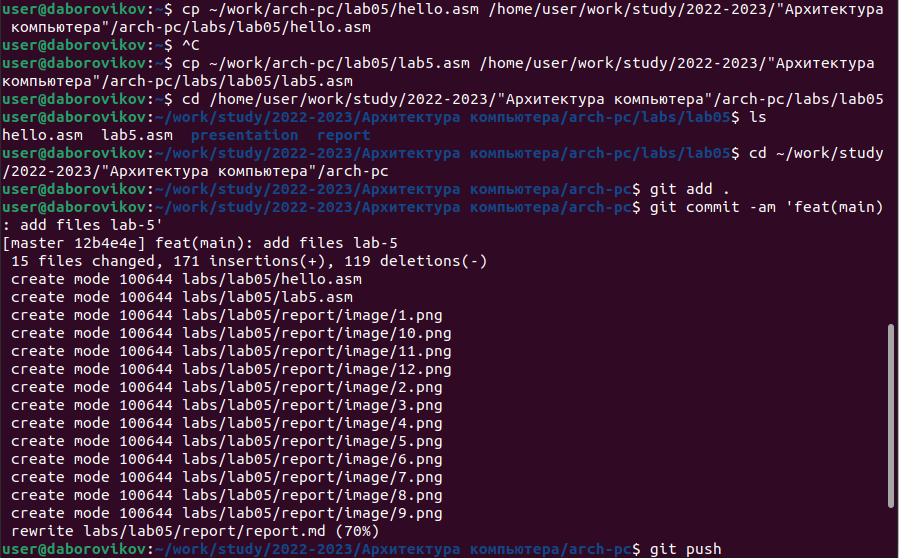 user@daborovikov:~$ cp ~/work/arch-pc/lab05/hello.asm /home/user/work/study/2022-2023/"Архитектура
 компьютера"/arch-pc/labs/lab05/hello.asm
user@daborovikov:~$ ^C
user@daborovikov:~$ cp ~/work/arch-pc/lab05/lab5.asm /home/user/work/study/2022-2023/"Архитектура
компьютера"/arch-pc/labs/lab05/lab5.asm
user@daborovikov:~$ cd /home/user/work/study/2022-2023/"Архитектура компьютера"/arch-pc/labs/lab05
user@daborovikov:~/work/study/2022-2023/Архитектура компьютера/arch-pc/labs/lab05$ ls
hello.asm  lab5.asm  presentation  report
user@daborovikov:~/work/study/2022-2023/Архитектура компьютера/arch-pc/labs/lab05$ cd ~/work/study
/2022-2023/"Архитектура компьютера"/arch-pc
user@daborovikov:~/work/study/2022-2023/Архитектура компьютера/arch-pc$ git add .
user@daborovikov:~/work/study/2022-2023/Архитектура компьютера/arch-pc$ git commit -am 'feat(main)
: add files lab-5'
[master 12b4e4e] feat(main): add files lab-5
 15 files changed, 171 insertions(+), 119 deletions(-)
 create mode 100644 labs/lab05/hello.asm
 create mode 100644 labs/lab05/lab5.asm
 create mode 100644 labs/lab05/report/image/1.png
 create mode 100644 labs/lab05/report/image/10.png
 create mode 100644 labs/lab05/report/image/11.png
 create mode 100644 labs/lab05/report/image/12.png
 create mode 100644 labs/lab05/report/image/2.png
 create mode 100644 labs/lab05/report/image/3.png
 create mode 100644 labs/lab05/report/image/4.png
 create mode 100644 labs/lab05/report/image/5.png
 create mode 100644 labs/lab05/report/image/6.png
 create mode 100644 labs/lab05/report/image/7.png
 create mode 100644 labs/lab05/report/image/8.png
 create mode 100644 labs/lab05/report/image/9.png
 rewrite labs/lab05/report/report.md (70%)
user@daborovikov:~/work/study/2022-2023/Архитектура компьютера/arch-pc$ git push